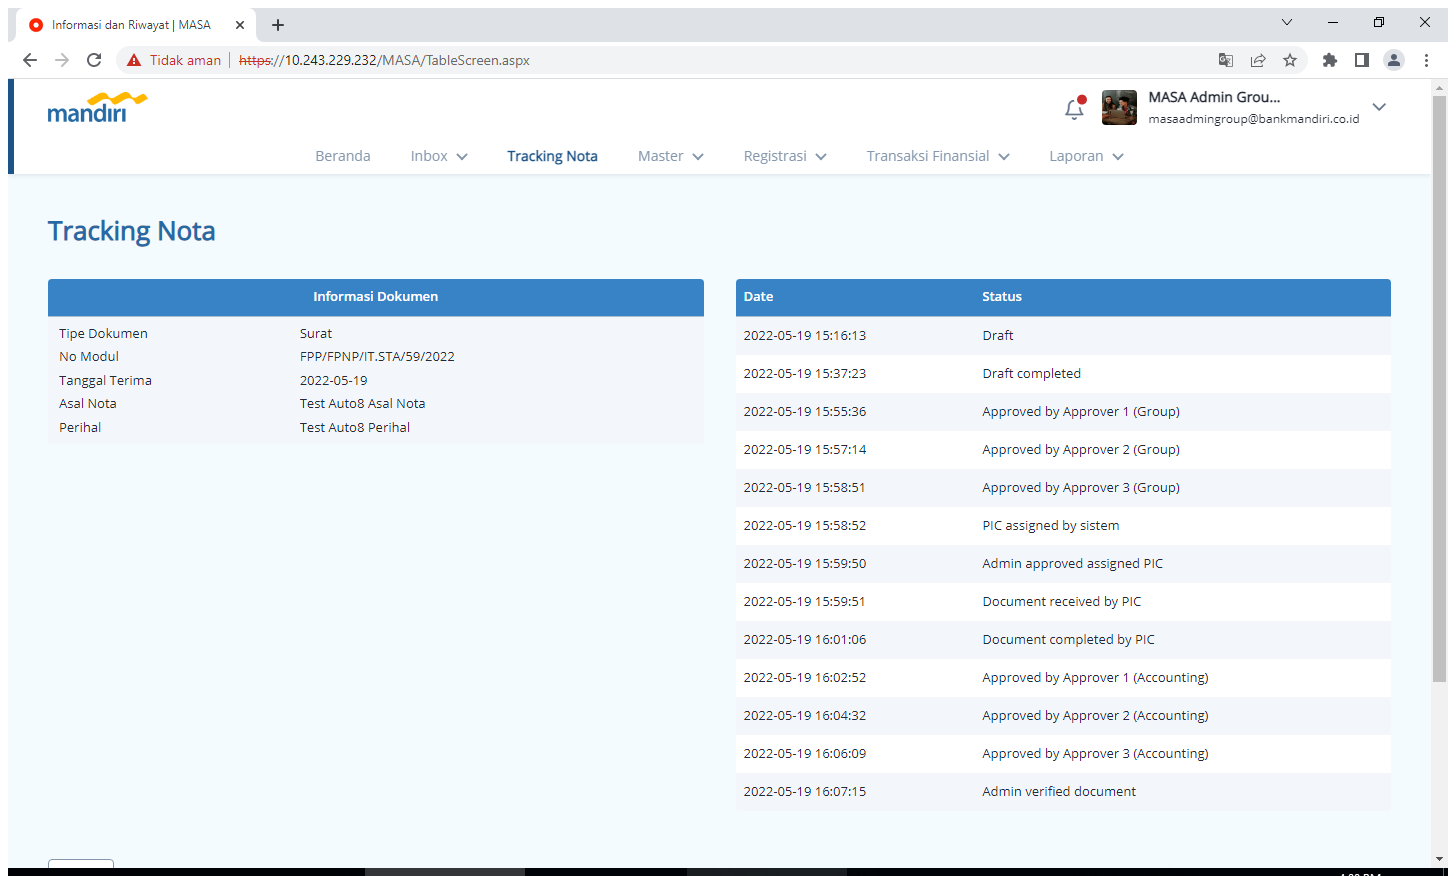 Informasi dan Riwayat | MASA
Tidak aman https://10.243.229.232/MASA/TableScreen.aspx
mandiri
MASA Admin Grou...
masaadmingroup@bankmandiri.co.id
Beranda Inbox Tracking Nota Master Registrasi Transaksi Finansial Laporan
Tracking Nota
Informasi Dokumen
Tipe Dokumen Surat
No Modul FPP/FPNP/IT.STA/59/2022
Tanggal Terima 2022-05-19
Asal Nota Test Auto8 Asal Nota
Perihal Test Auto8 Perihal
Date Status
2022-05-19 15:16:13 Draft
2022-05-19 15:37:23 Draft completed
2022-05-19 15:55:36 Approved by Approver 1 (Group)
2022-05-19 15:57:14 Approved by Approver 2 (Group)
2022-05-19 15:58:51 Approved by Approver 3 (Group)
2022-05-19 15:58:52 PIC assigned by sistem
2022-05-19 15:59:50 Admin approved assigned PIC
2022-05-19 15:59:51 Document received by PIC
2022-05-19 16:01:06 Document completed by PIC
2022-05-19 16:02:52 Approved by Approver 1 (Accounting)
2022-05-19 16:04:32 Approved by Approver 2 (Accounting)
2022-05-19 16:06:09 Approved by Approver 3 (Accounting)
2022-05-19 16:07:15 Admin verified document